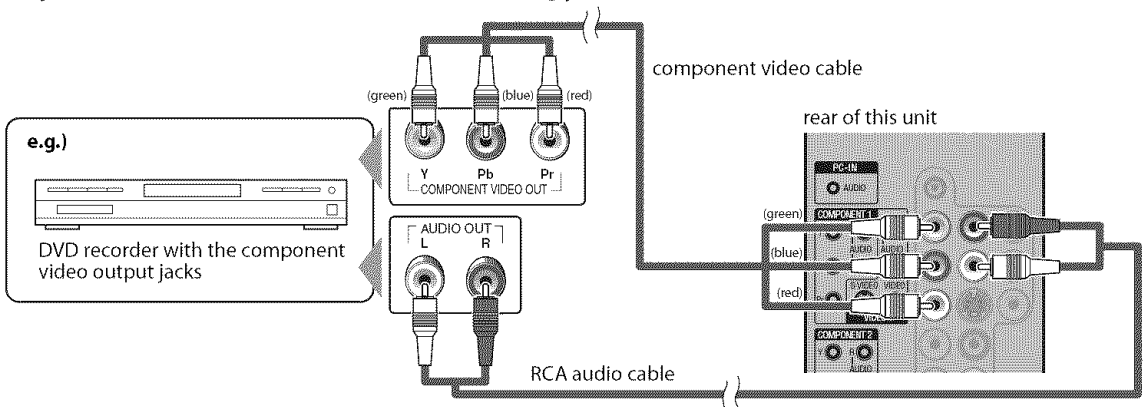 component video cable
(green)
(blue)
(red)
rear of this unit
e.g.)
Y
Pb
Pr
COMPONENT VIDEO OUT
PC-IN
AUDIO
(green)
COMPONENT 1
AUDIO
AUDIO
(blue)
S-VIDEO
VIDEO
(red)
AUDIO OUT
L
R
DVD recorder with the component
video output jacks
COMPONENT 2
Y
R
AUDIO
RCA audio cable